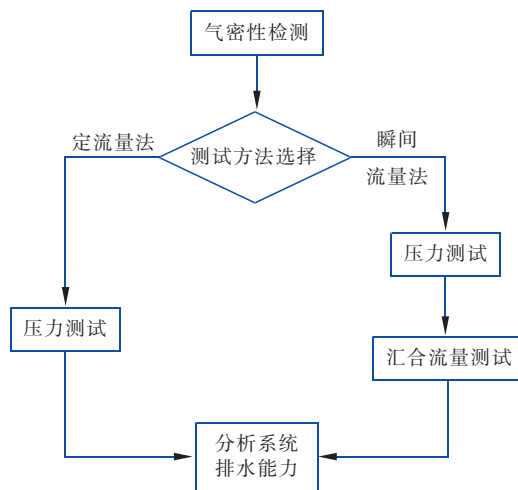 气密性检测
测试方法选择
定流量法
瞬间
流量法
压力测试
压力测试
汇合流量测试
分析系统
排水能力